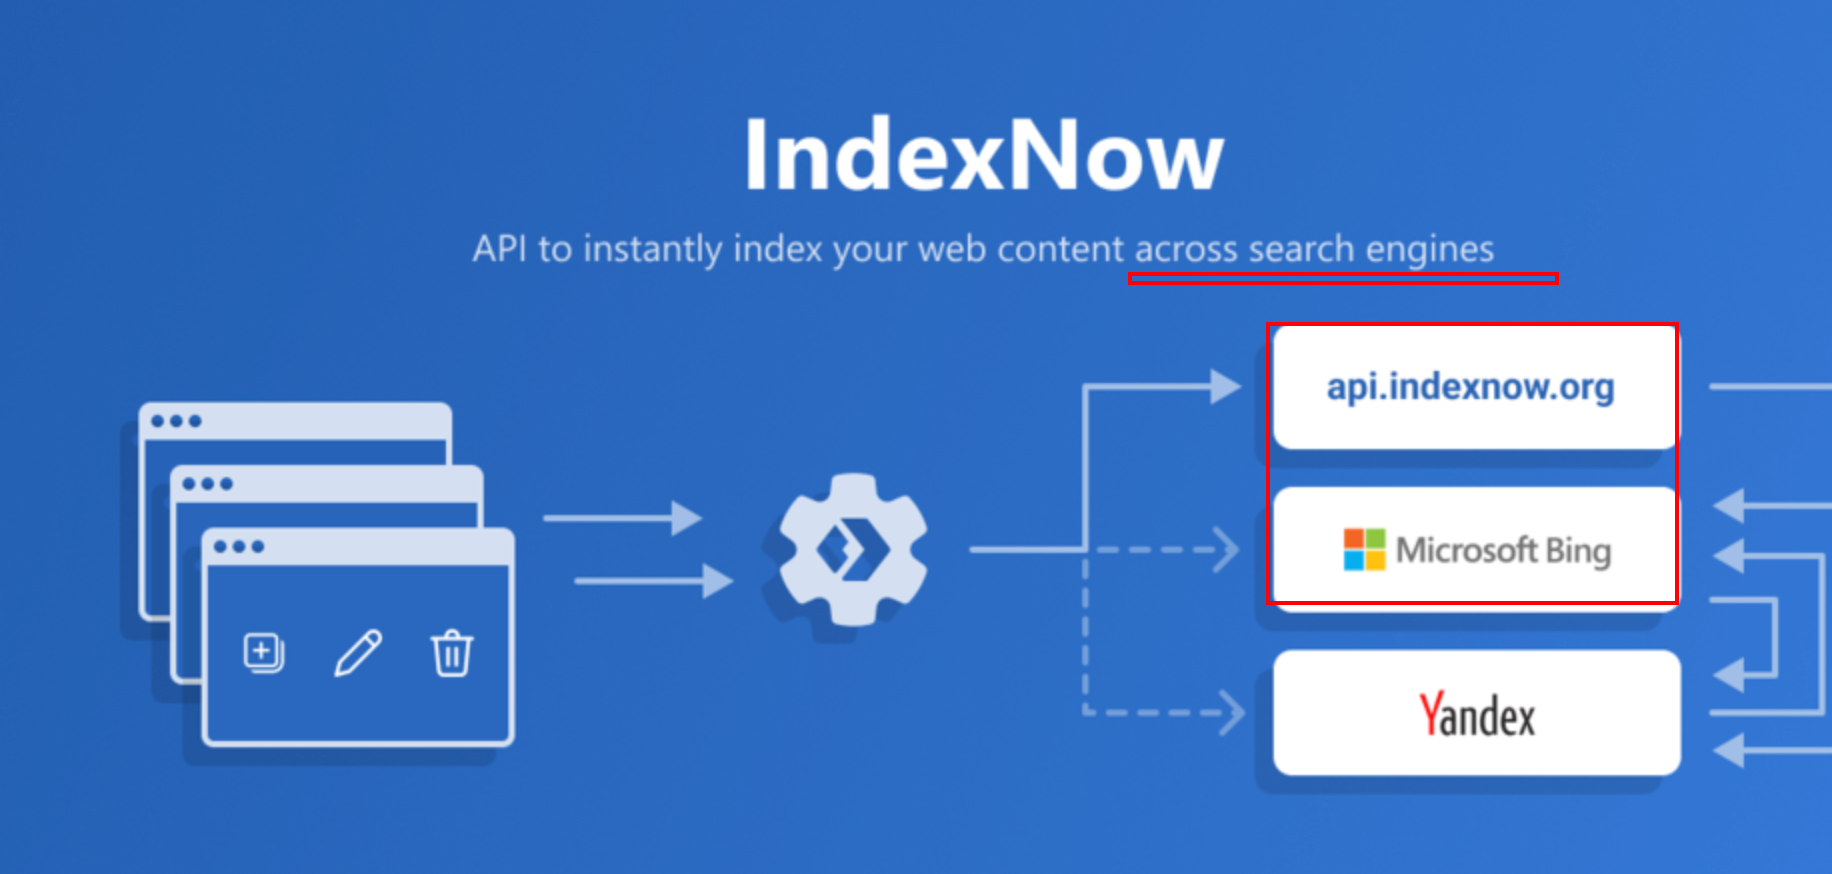 IndexNow
API to instantly index your web content across search engines
api.indexnow.org
Microsoft Bing
Yandex